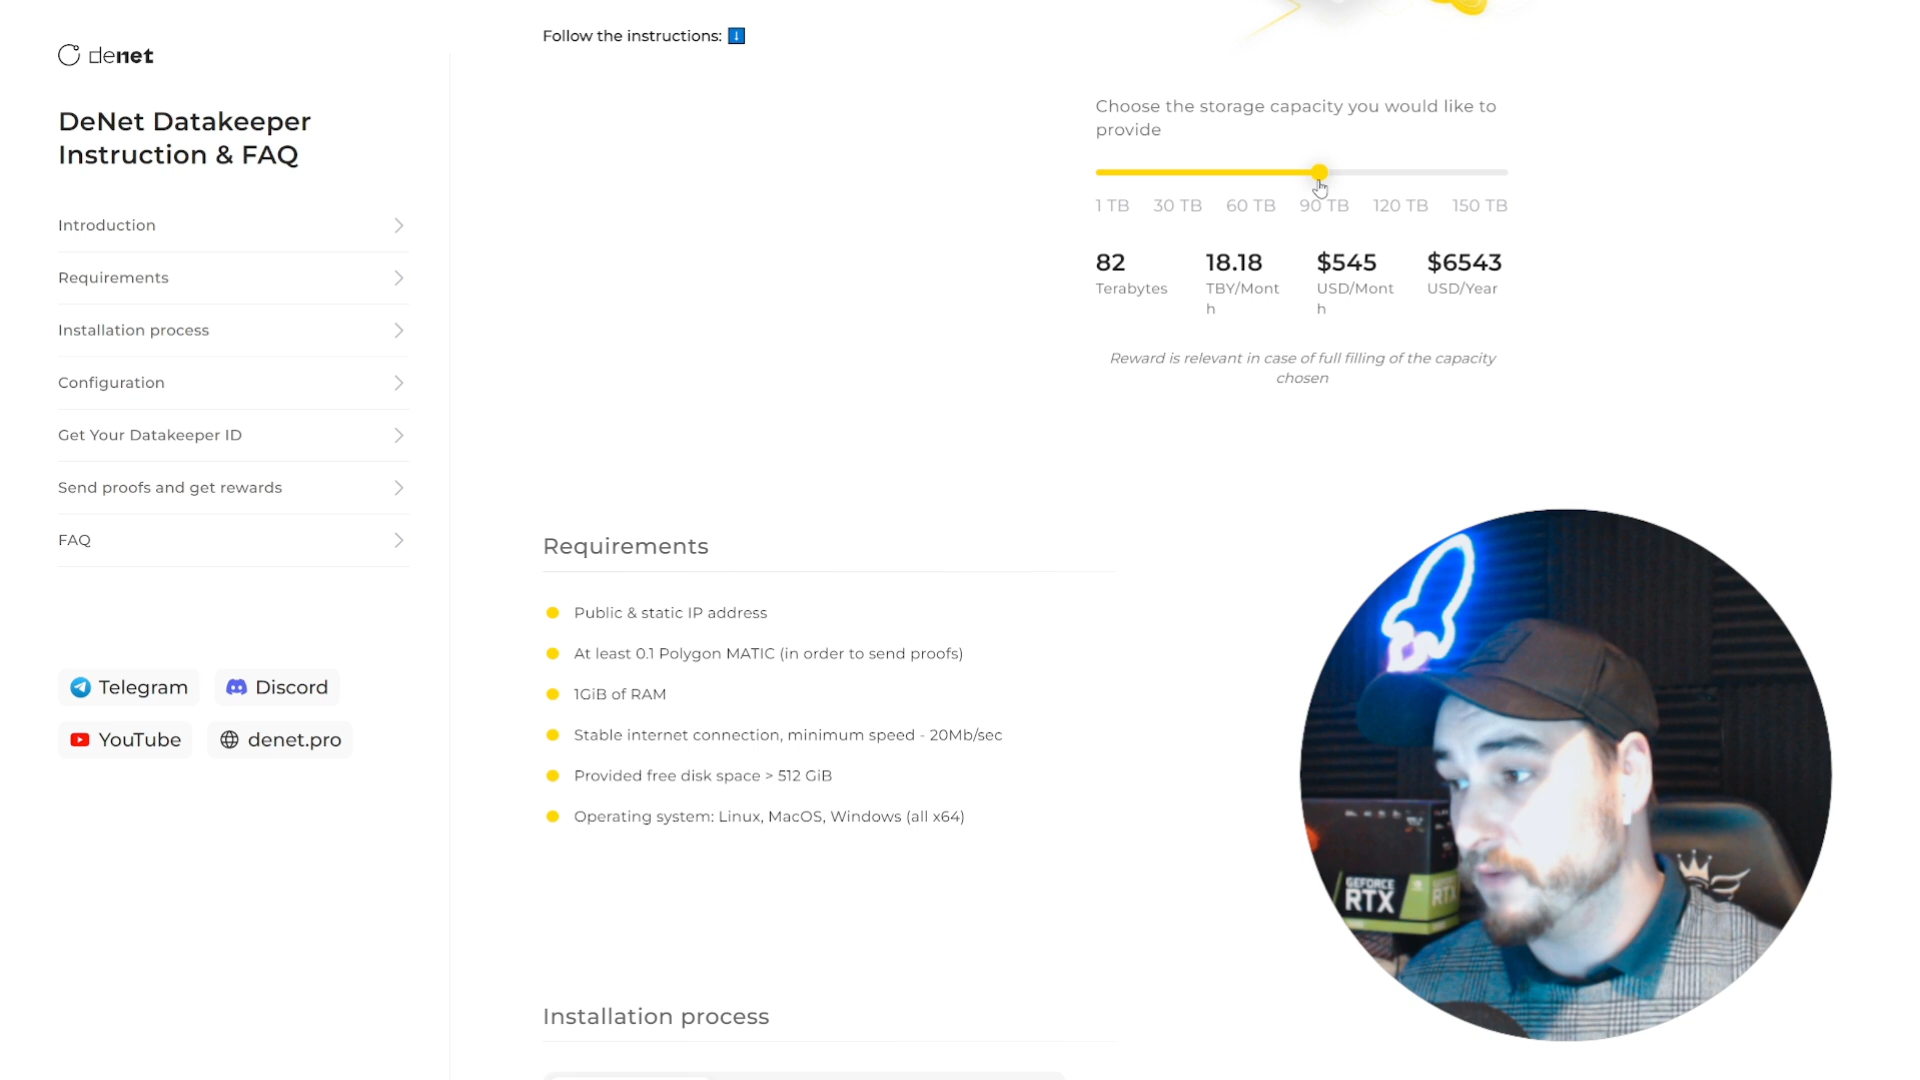 denet
DeNet Datakeeper
Instruction & FAQ
Introduction
Requirements
Installation process
Configuration
Get Your Datakeeper ID
Send proofs and get rewards
FAQ
Telegram
Discord
YouTube
denet.pro
Follow the instructions:
Choose the storage capacity you would like to
provide
1 TB 30 TB 60 TB 90 TB 120 TB 150 TB
82
Terabytes
18.18
TBY/Mont
h
$545
USD/Mont
h
$6543
USD/Year
Reward is relevant in case of full filling of the capacity
chosen
Requirements
Public & static IP address
At least 0.1 Polygon MATIC (in order to send proofs)
1GiB of RAM
Stable internet connection, minimum speed - 20Mb/sec
Provided free disk space > 512 GiB
Operating system: Linux, MacOS, Windows (all x64)
Installation process
GEFORCE
RTX
RTX